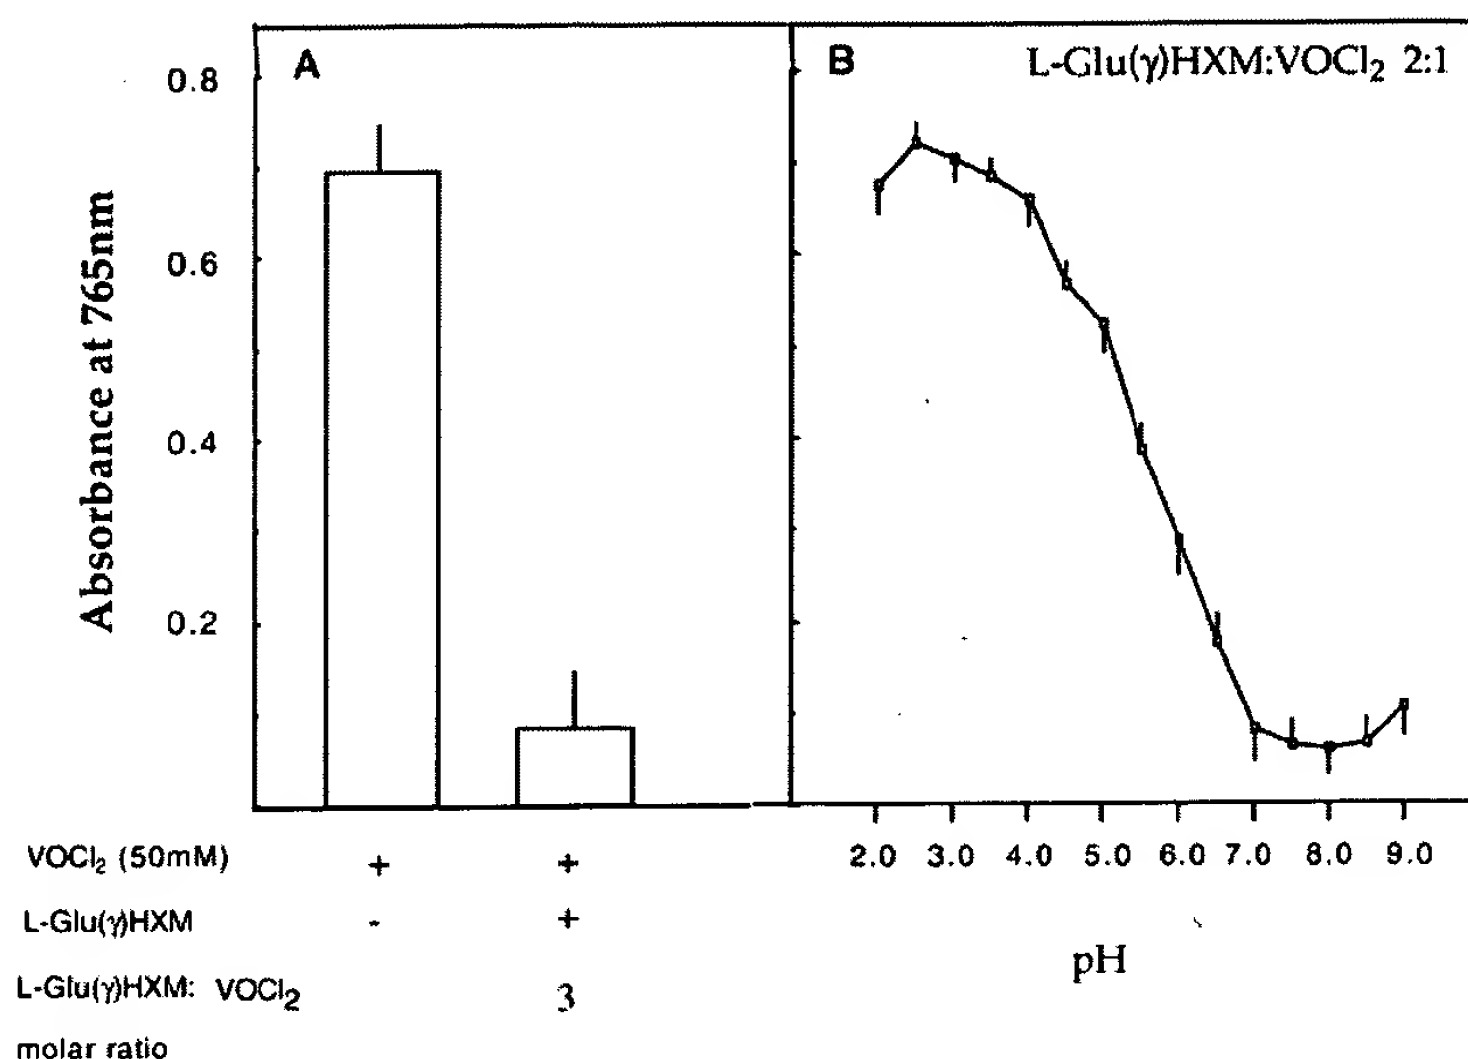 A
B
L-Glu(γ)HXM:VOCl₂ 2:1
Absorbance at 765nm
0.8
0.6
0.4
0.2
2.0 3.0 4.0 5.0 6.0 7.0 8.0 9.0
pH
VOCl₂ (50mM) + +
L-Glu(γ)HXM - +
L-Glu(γ)HXM: VOCl₂ 3
molar ratio